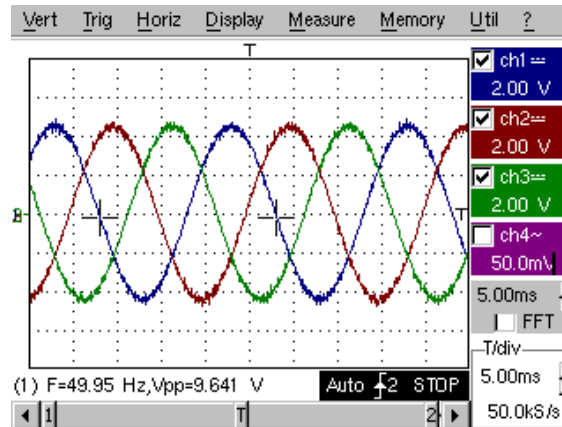 Vert Trig Horiz Display Measure Memory Util ?
T
ch1
2.00 V
ch2
2.00 V
ch3
2.00 V
T
ch4~
50.0mV
5.00ms
FFT
T/div
5.00ms
50.0kS/s
(1) F=49.95 Hz,Vpp=9.641 V
Auto 2 STOP
1 T 2